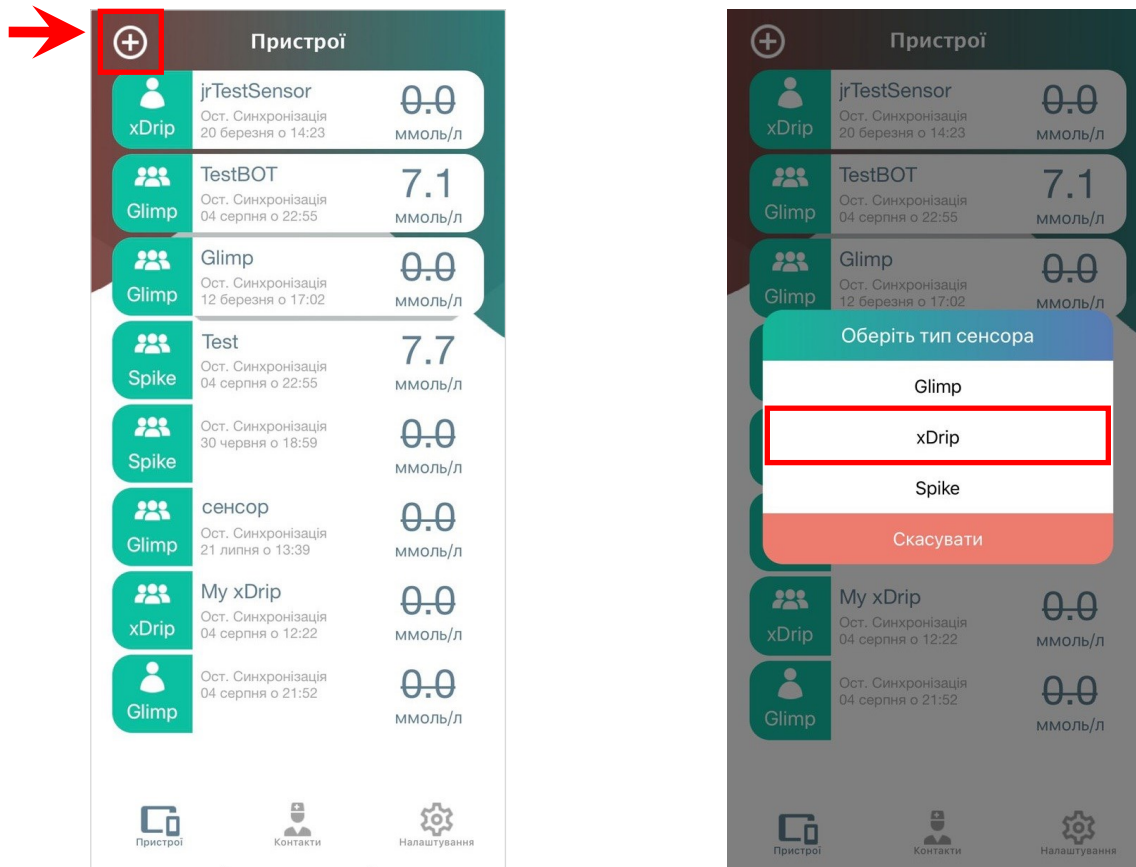 Пристрої
jrTestSensor
Ост. Синхронізація
20 березня о 14:23
xDrip
0.0
ммоль/л
TestBOT
Ост. Синхронізація
04 серпня о 22:55
Glimp
7.1
ммоль/л
Glimp
Ост. Синхронізація
12 березня о 17:02
Glimp
0.0
ммоль/л
Test
Ост. Синхронізація
04 серпня о 22:55
Spike
7.7
ммоль/л
Ост. Синхронізація
30 червня о 18:59
Spike
0.0
ммоль/л
сенсор
Ост. Синхронізація
21 липня о 13:39
Glimp
0.0
ммоль/л
My xDrip
Ост. Синхронізація
04 серпня о 12:22
xDrip
0.0
ммоль/л
Ост. Синхронізація
04 серпня о 21:52
Glimp
0.0
ммоль/л
Пристрої
Контакти
Налаштування
Пристрої
jrTestSensor
Ост. Синхронізація
20 березня о 14:23
xDrip
0.0
ммоль/л
TestBOT
Ост. Синхронізація
04 серпня о 22:55
Glimp
7.1
ммоль/л
Glimp
Ост. Синхронізація
12 березня о 17:02
Glimp
0.0
ммоль/л
Оберіть тип сенсора
Glimp
xDrip
Spike
Скасувати
My xDrip
Ост. Синхронізація
04 серпня о 12:22
xDrip
0.0
ммоль/л
Ост. Синхронізація
04 серпня о 21:52
Glimp
0.0
ммоль/л
Пристрої
Контакти
Налаштування